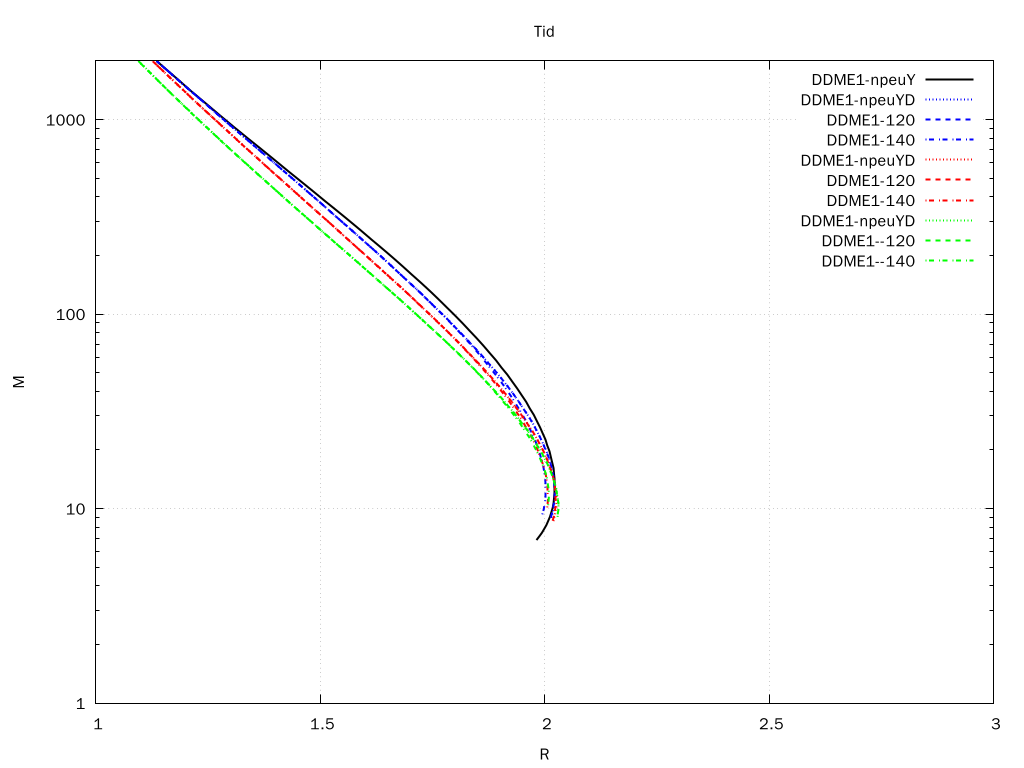 Tid
DDME1-npeuY
DDME1-npeuYD
DDME1-120
DDME1-140
DDME1-npeuYD
DDME1-120
DDME1-140
DDME1-npeuYD
DDME1--120
DDME1--140
1000
100
10
1
M
1 1.5 2 2.5 3
R